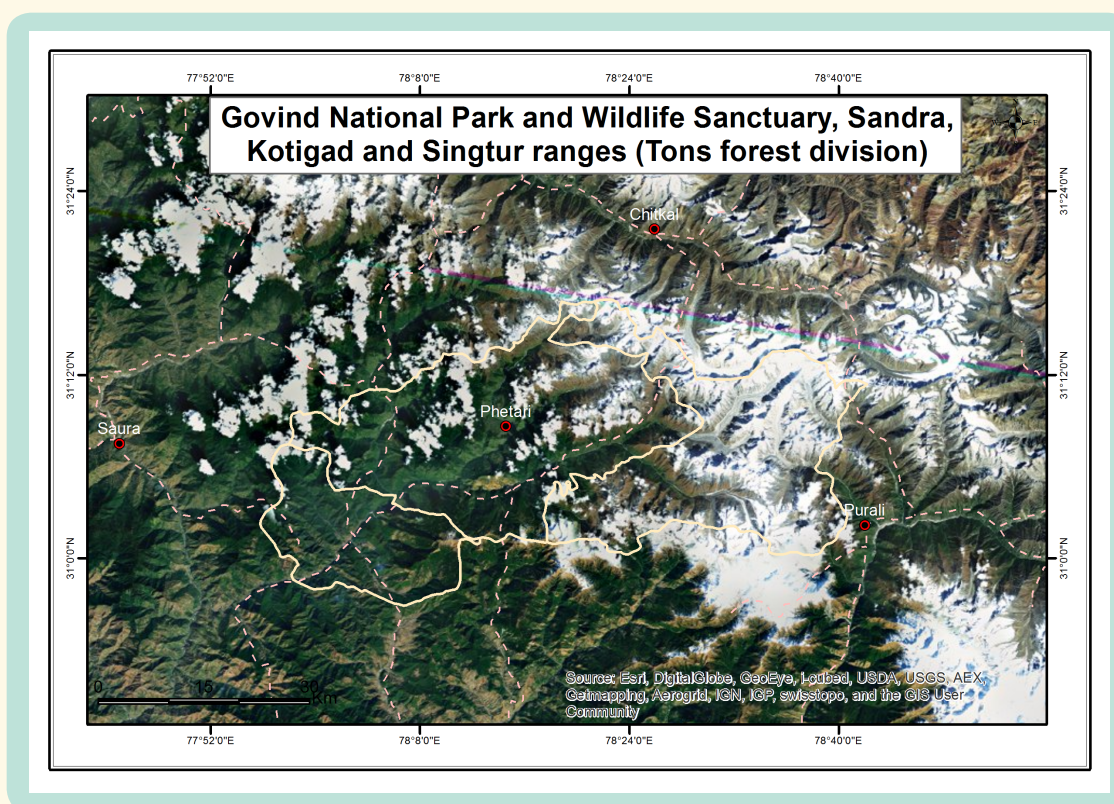 77°52'0"E 78°8'0"E 78°24'0"E 78°40'0"E
Govind National Park and Wildlife Sanctuary, Sandra,
Kotigad and Singtur ranges (Tons forest division)
31°24'0"N 31°24'0"N
Chitkal
31°12'0"N 31°12'0"N
Phetari
Saura
Purali
31°0'0"N 31°0'0"N
0 15 30
Km
Source: Esri, DigitalGlobe, GeoEye, i-cubed, USDA, USGS, AEX,
Getmapping, Aerogrid, IGN, IGP, swisstopo, and the GIS User
Community
77°52'0"E 78°8'0"E 78°24'0"E 78°40'0"E